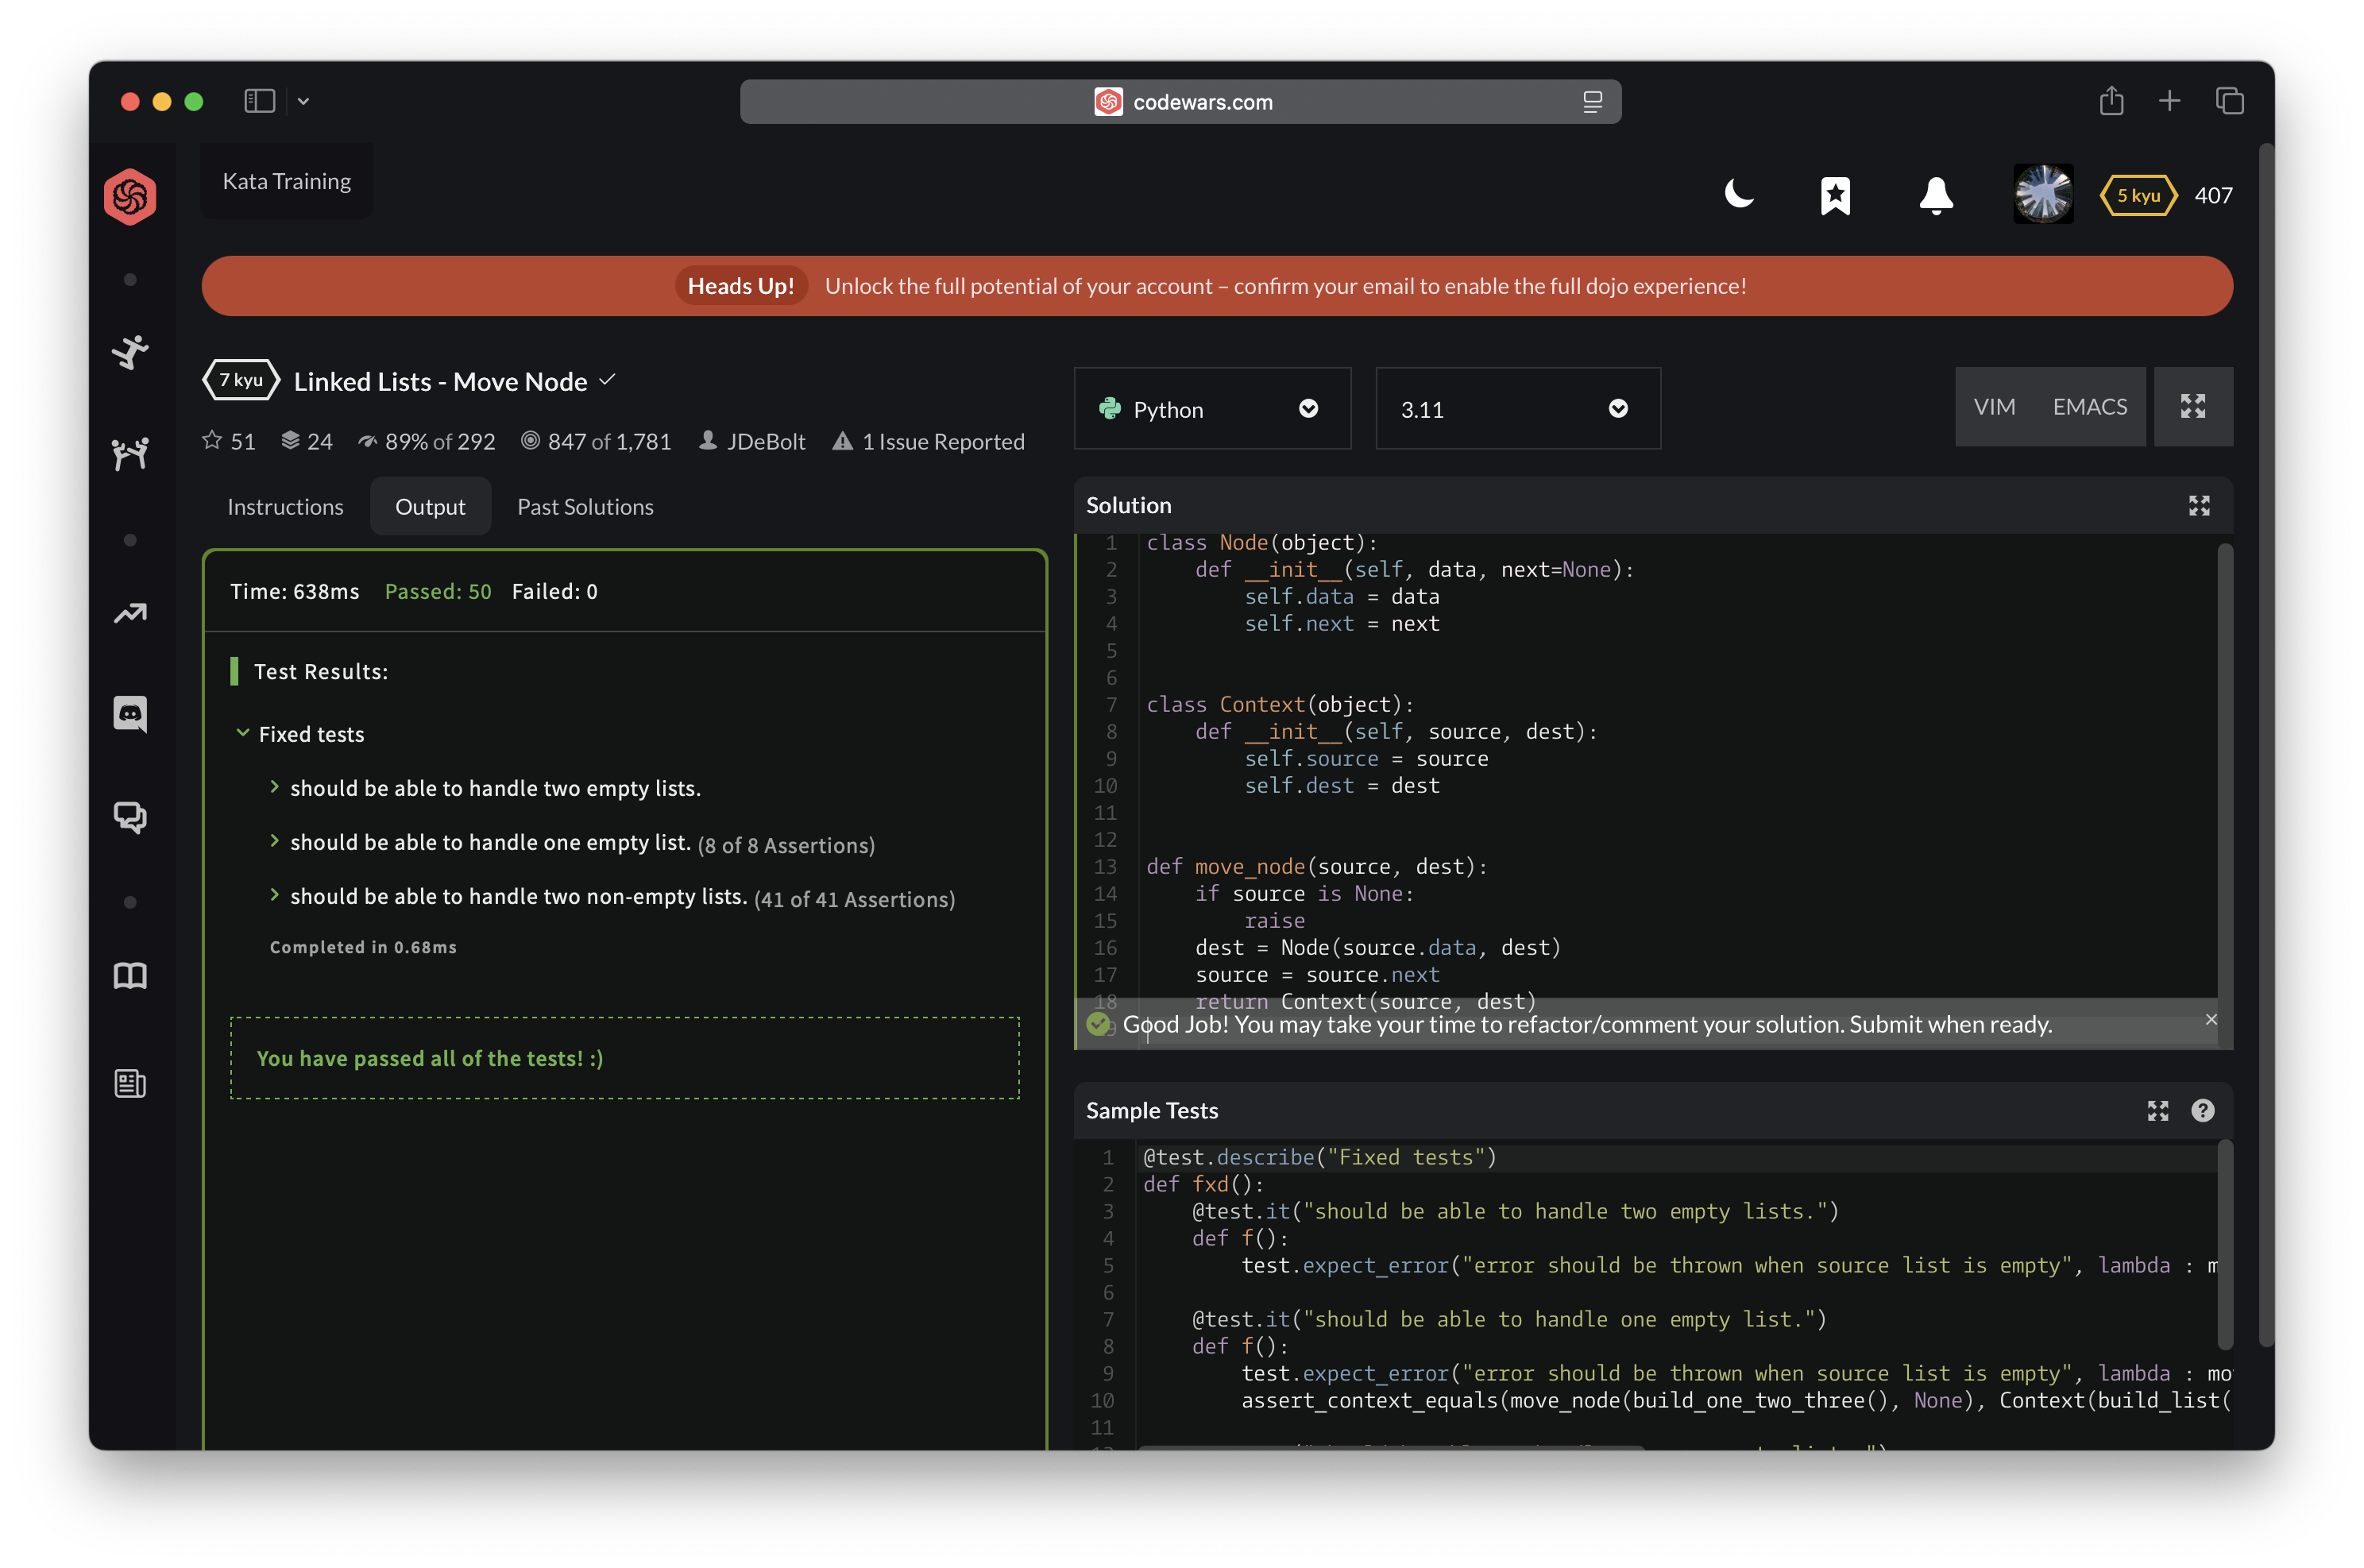 codewars.com
Kata Training
5 kyu 407
Heads Up! Unlock the full potential of your account – confirm your email to enable the full dojo experience!
7 kyu Linked Lists - Move Node
51 24 89% of 292 847 of 1,781 JDeBolt 1 Issue Reported
Instructions Output Past Solutions
Time: 638ms Passed: 50 Failed: 0
Test Results:
Fixed tests
should be able to handle two empty lists.
should be able to handle one empty list. (8 of 8 Assertions)
should be able to handle two non-empty lists. (41 of 41 Assertions)
Completed in 0.68ms
You have passed all of the tests! :)
Python 3.11 VIM EMACS
Solution
1 class Node(object):
2 def __init__(self, data, next=None):
3 self.data = data
4 self.next = next
5
6
7 class Context(object):
8 def __init__(self, source, dest):
9 self.source = source
10 self.dest = dest
11
12
13 def move_node(source, dest):
14 if source is None:
15 raise
16 dest = Node(source.data, dest)
17 source = source.next
18 return Context(source, dest)
Good Job! You may take your time to refactor/comment your solution. Submit when ready.
Sample Tests
1 @test.describe("Fixed tests")
2 def fxd():
3 @test.it("should be able to handle two empty lists.")
4 def f():
5 test.expect_error("error should be thrown when source list is empty", lambda : m
6
7 @test.it("should be able to handle one empty list.")
8 def f():
9 test.expect_error("error should be thrown when source list is empty", lambda : mo
10 assert_context_equals(move_node(build_one_two_three(), None), Context(build_list(
11